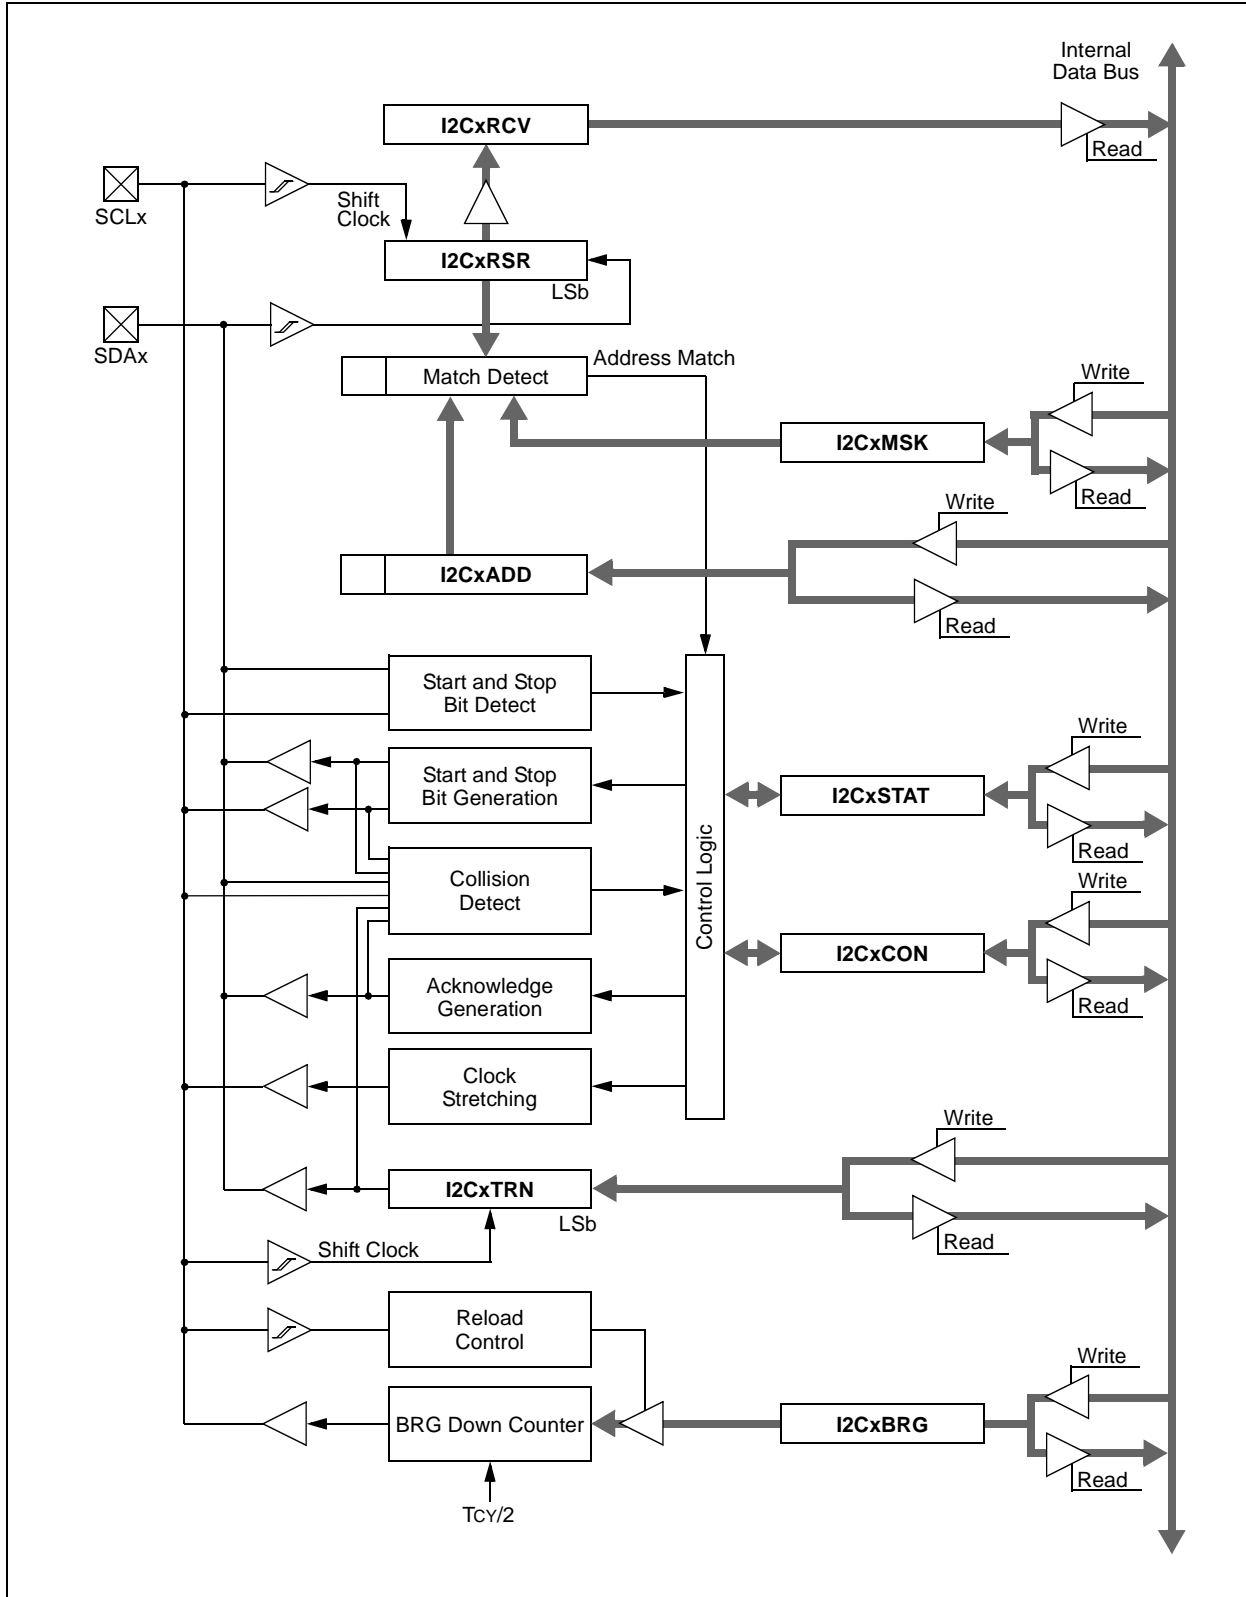 Internal
Data Bus
I2CxRCV
Read
SCLx
Shift
Clock
I2CxRSR
LSb
SDAx
Address Match
Match Detect
Write
I2CxMSK
Read
Write
I2CxADD
Read
Start and Stop
Bit Detect
Write
Start and Stop
Bit Generation
I2CxSTAT
Read
Control Logic
Collision
Detect
Write
I2CxCON
Acknowledge
Generation
Read
Clock
Stretching
Write
I2CxTRN
LSb
Read
Shift Clock
Reload
Control
Write
BRG Down Counter
I2CxBRG
Read
TCY/2